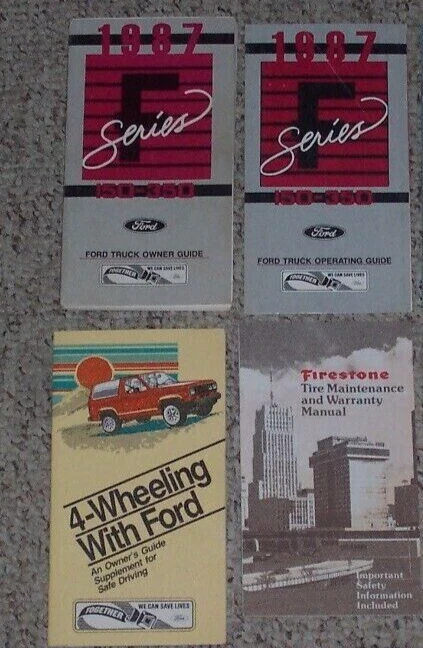 1987
F
Series
150-350
Ford
FORD TRUCK OWNER GUIDE
TOGETHER
WE CAN SAVE LIVES
1987
F
Series
150-350
Ford
FORD TRUCK OPERATING GUIDE
TOGETHER
WE CAN SAVE LIVES
4-Wheeling
With Ford
An Owner's Guide
Supplement for
Safe Driving
TOGETHER
WE CAN SAVE LIVES
Ford
Firestone
Tire Maintenance
and Warranty
Manual
Important
Safety
Information
Included